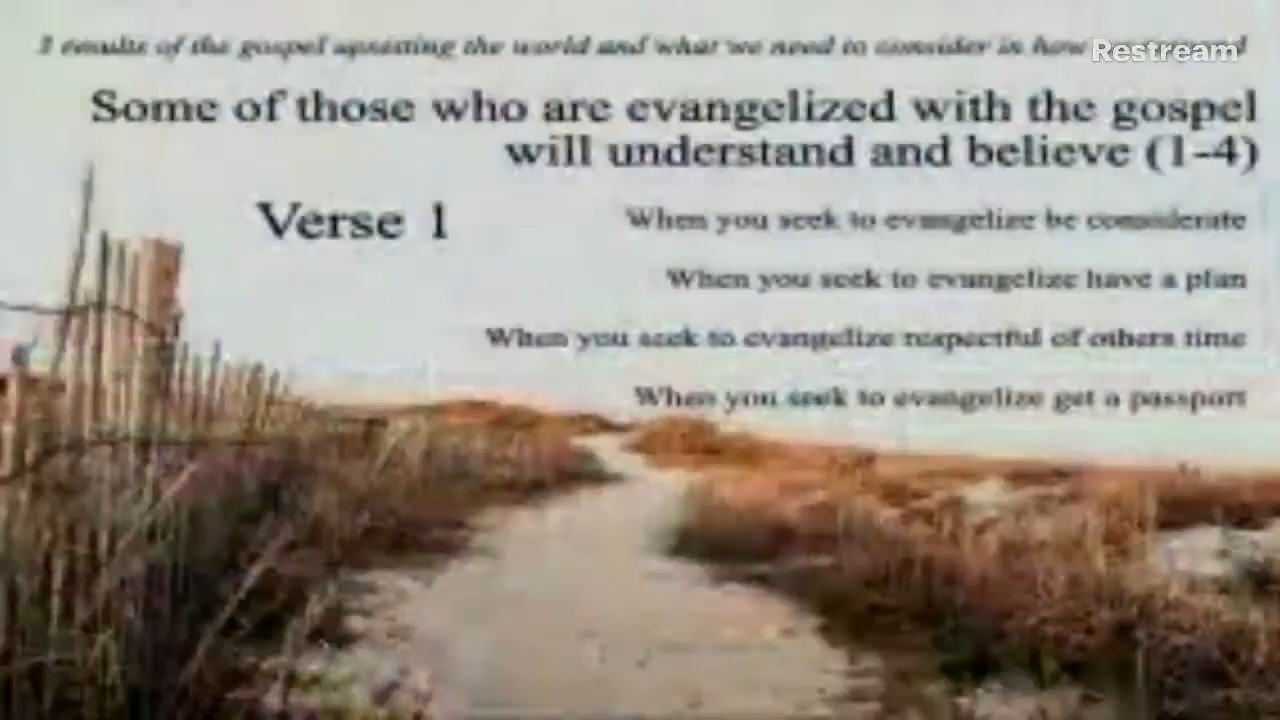 results of the gospel upsetting the world and what we need to consider in how
Restream
Some of those who are evangelized with the gospel
will understand and believe (1-4)
Verse 1
When you seek to evangelize be considerate
When you seek to evangelize have a plan
When you seek to evangelize respectful of others time
When you seek to evangelize get a passport